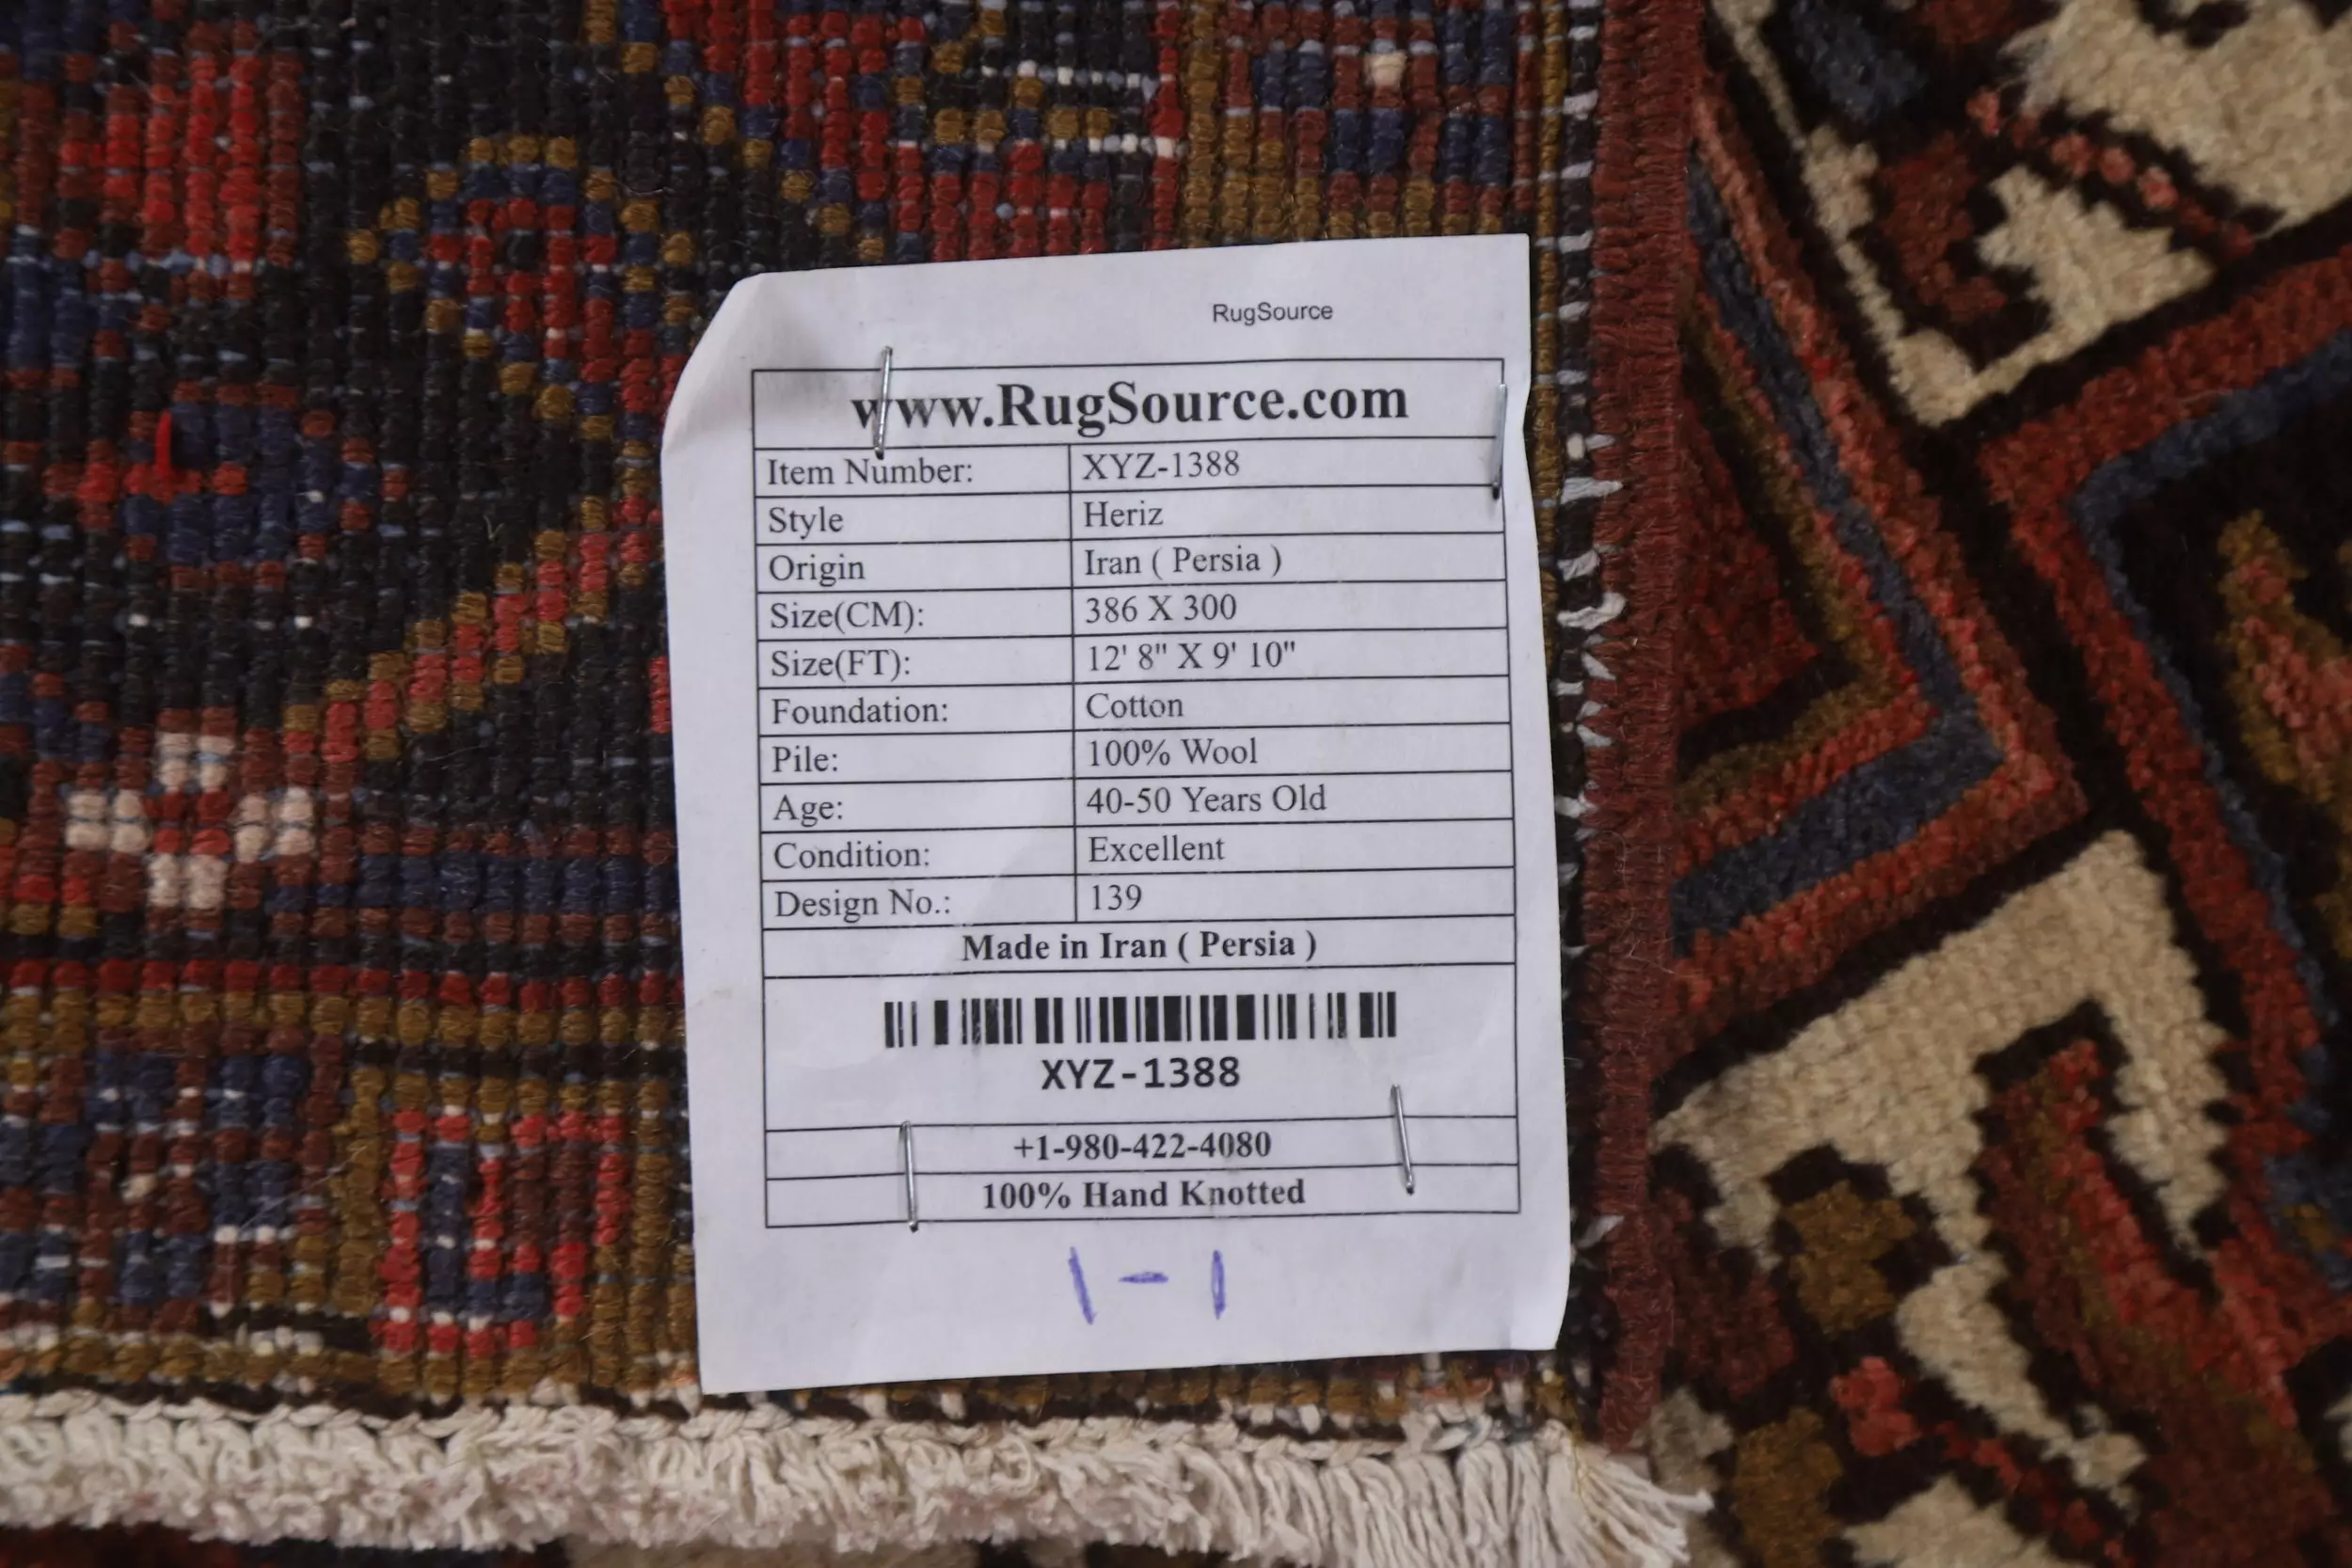 RugSource
www.RugSource.com
Item Number: XYZ-1388
Style Heriz
Origin Iran ( Persia )
Size(CM): 386 X 300
Size(FT): 12' 8" X 9' 10"
Foundation: Cotton
Pile: 100% Wool
Age: 40-50 Years Old
Condition: Excellent
Design No.: 139
Made in Iran ( Persia )
XYZ-1388
+1-980-422-4080
100% Hand Knotted
1-1